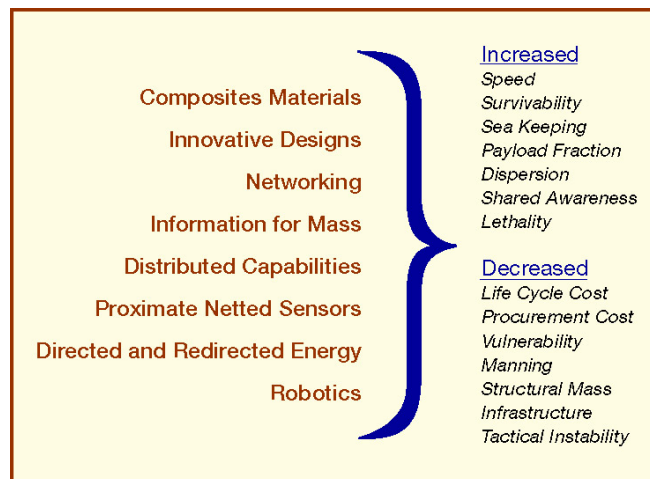 Composites Materials
Innovative Designs
Networking
Information for Mass
Distributed Capabilities
Proximate Netted Sensors
Directed and Redirected Energy
Robotics
Increased
Speed
Survivability
Sea Keeping
Payload Fraction
Dispersion
Shared Awareness
Lethality
Decreased
Life Cycle Cost
Procurement Cost
Vulnerability
Manning
Structural Mass
Infrastructure
Tactical Instability